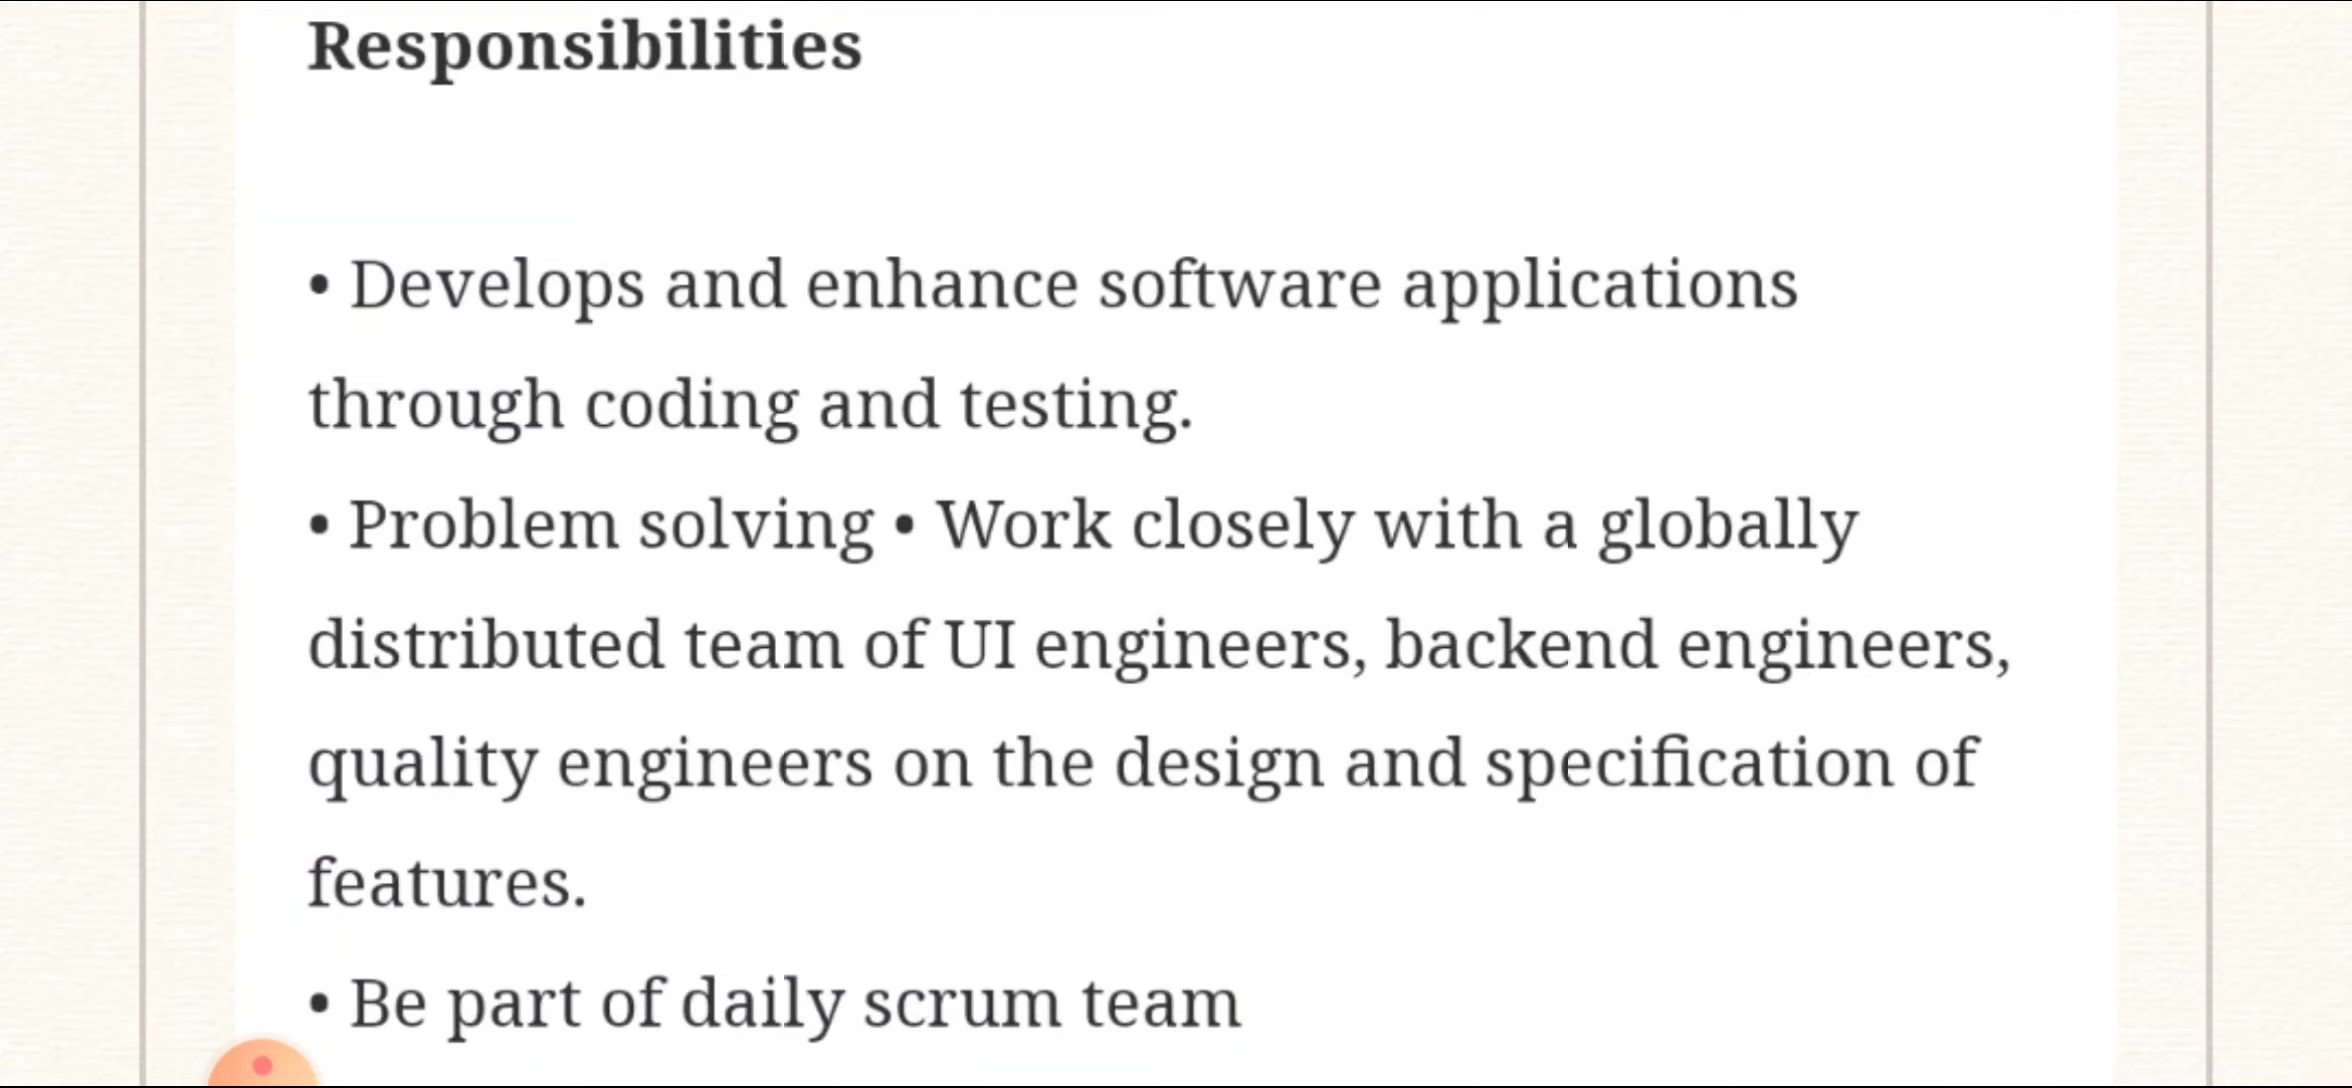 Responsibilities
• Develops and enhance software applications
through coding and testing.
• Problem solving • Work closely with a globally
distributed team of UI engineers, backend engineers,
quality engineers on the design and specification of
features.
• Be part of daily scrum team